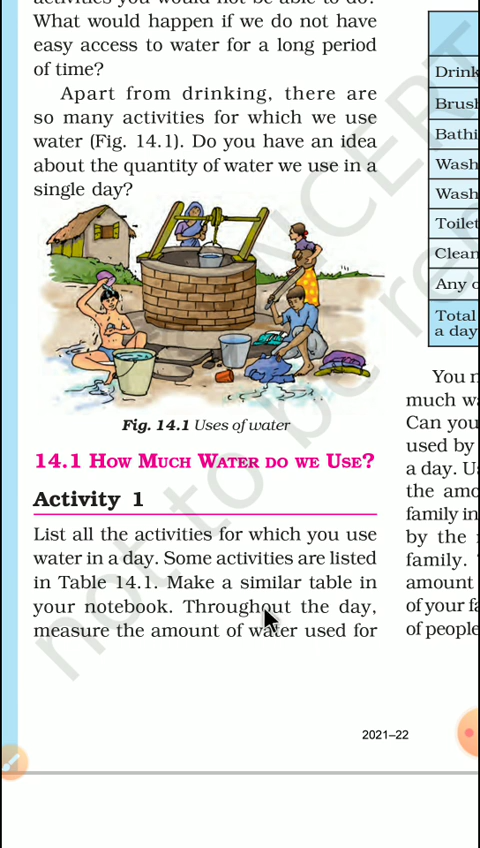 What would happen if we do not have
easy access to water for a long period
of time?
Apart from drinking, there are
so many activities for which we use
water (Fig. 14.1). Do you have an idea
about the quantity of water we use in a
single day?
Fig. 14.1 Uses of water
14.1 HOW MUCH WATER DO WE USE?
Activity 1
List all the activities for which you use
water in a day. Some activities are listed
in Table 14.1. Make a similar table in
your notebook. Throughout the day,
measure the amount of water used for
Drink
Brush
Bathi
Wash
Wash
Toilet
Clean
Any o
Total
a day
You n
much wa
Can you
used by
a day. U
the amo
family in
by the
family.
amount
of your fa
of people
2021–22
not to be re
NCERT